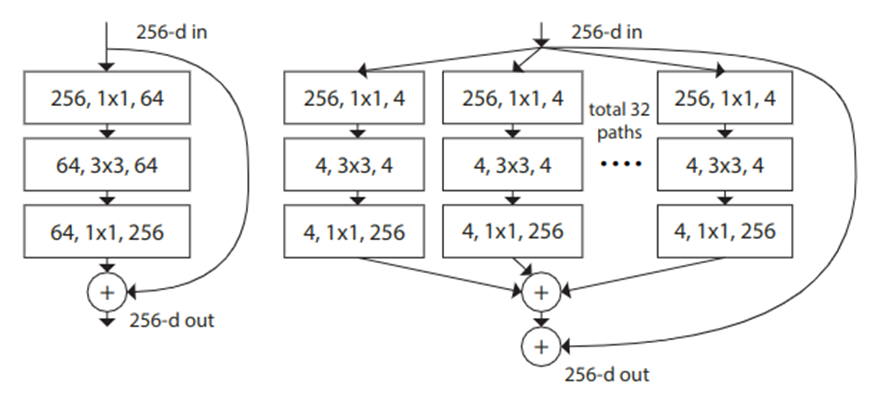 256-d in
256, 1x1, 64
64, 3x3, 64
64, 1x1, 256
+
256-d out
256-d in
256, 1x1, 4
256, 1x1, 4
total 32
paths
....
256, 1x1, 4
4, 3x3, 4
4, 3x3, 4
4, 3x3, 4
4, 1x1, 256
4, 1x1, 256
4, 1x1, 256
+
+
256-d out